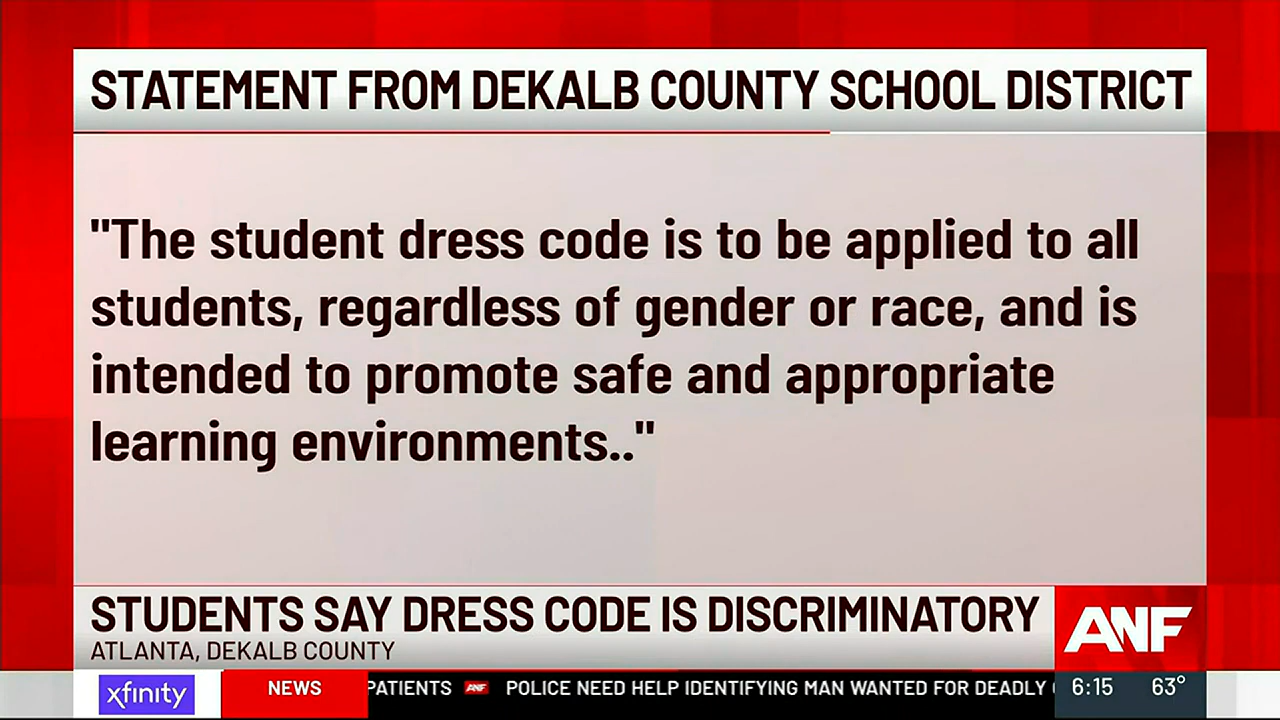 STATEMENT FROM DEKALB COUNTY SCHOOL DISTRICT
"The student dress code is to be applied to all
students, regardless of gender or race, and is
intended to promote safe and appropriate
learning environments.."
STUDENTS SAY DRESS CODE IS DISCRIMINATORY
ATLANTA, DEKALB COUNTY
ANF
xfinity
NEWS
PATIENTS ANF POLICE NEED HELP IDENTIFYING MAN WANTED FOR DEADLY
6:15 63°